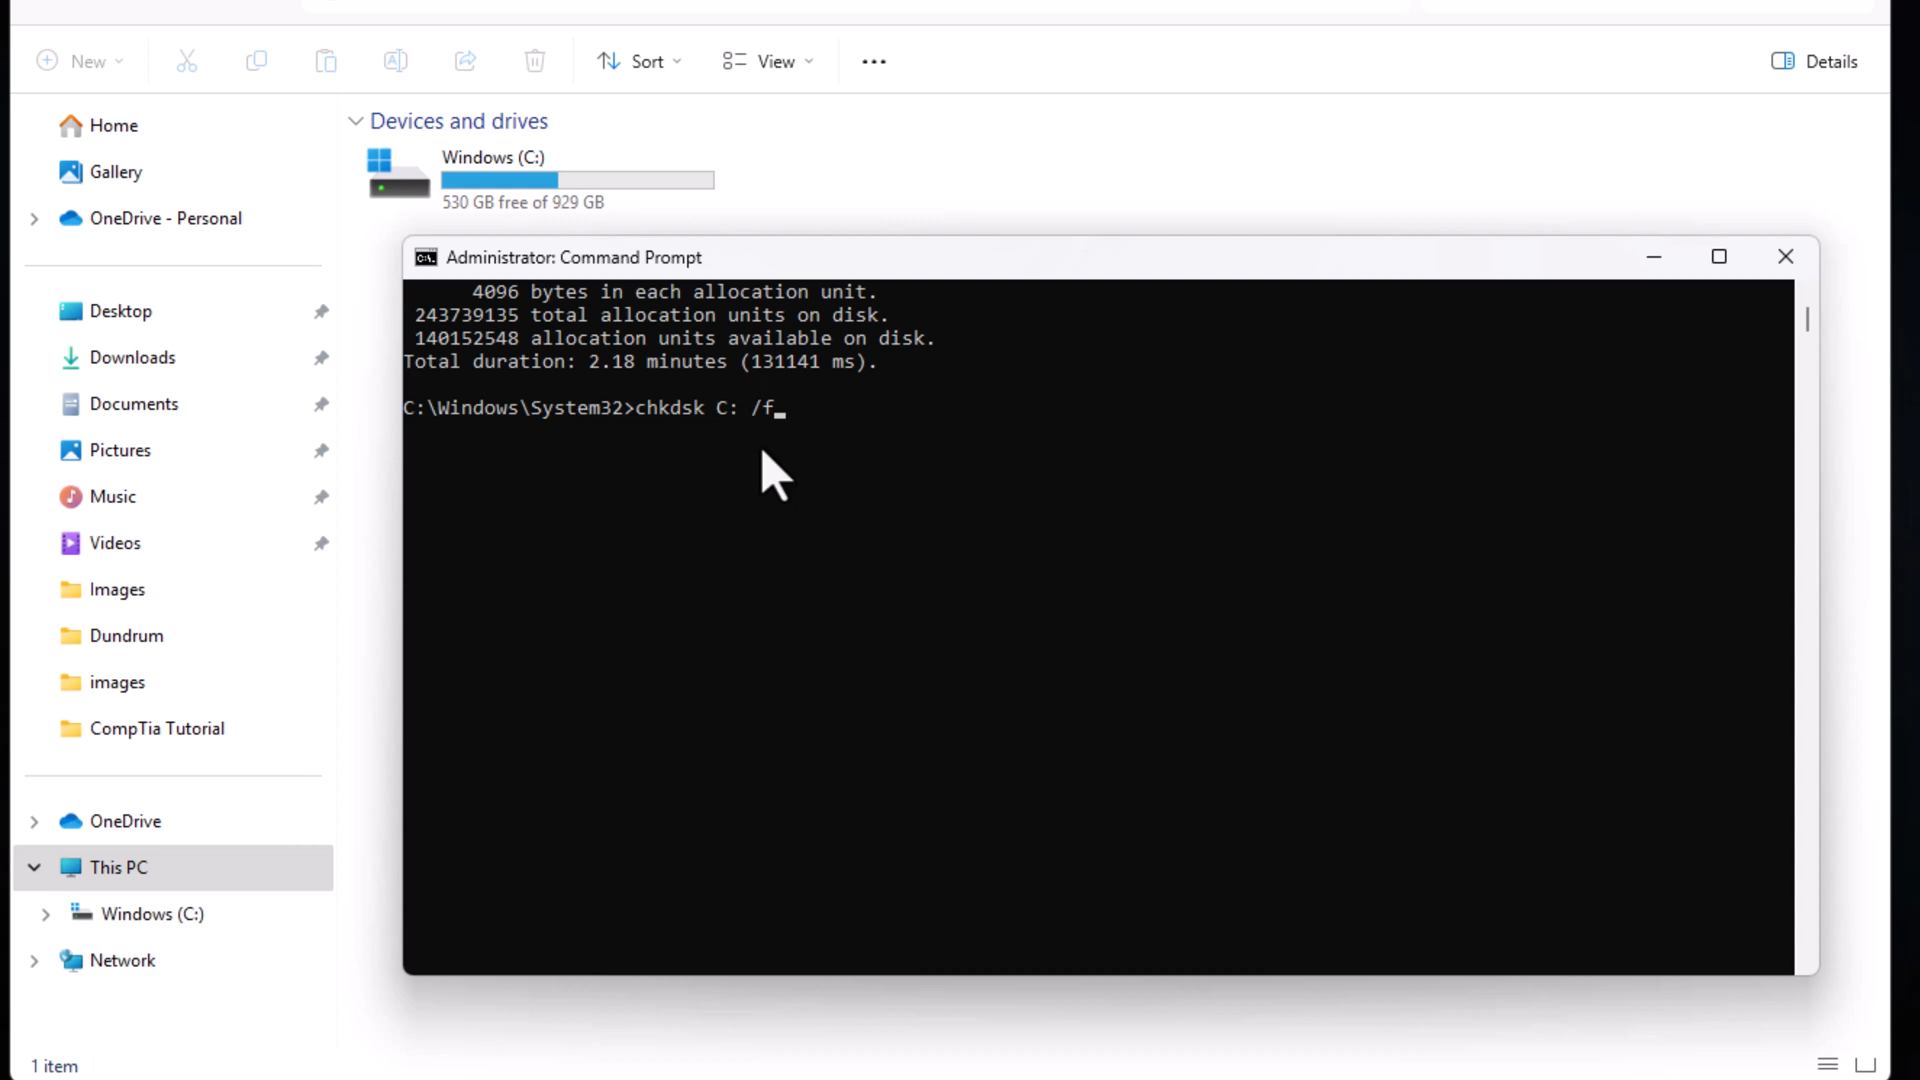 New
Sort
View
Details
Home
Gallery
OneDrive - Personal
Desktop
Downloads
Documents
Pictures
Music
Videos
Images
Dundrum
images
CompTia Tutorial
OneDrive
This PC
Windows (C:)
Network
1 item
Devices and drives
Windows (C:)
530 GB free of 929 GB
Administrator: Command Prompt
4096 bytes in each allocation unit.
243739135 total allocation units on disk.
140152548 allocation units available on disk.
Total duration: 2.18 minutes (131141 ms).
C:\Windows\System32>chkdsk C: /f_